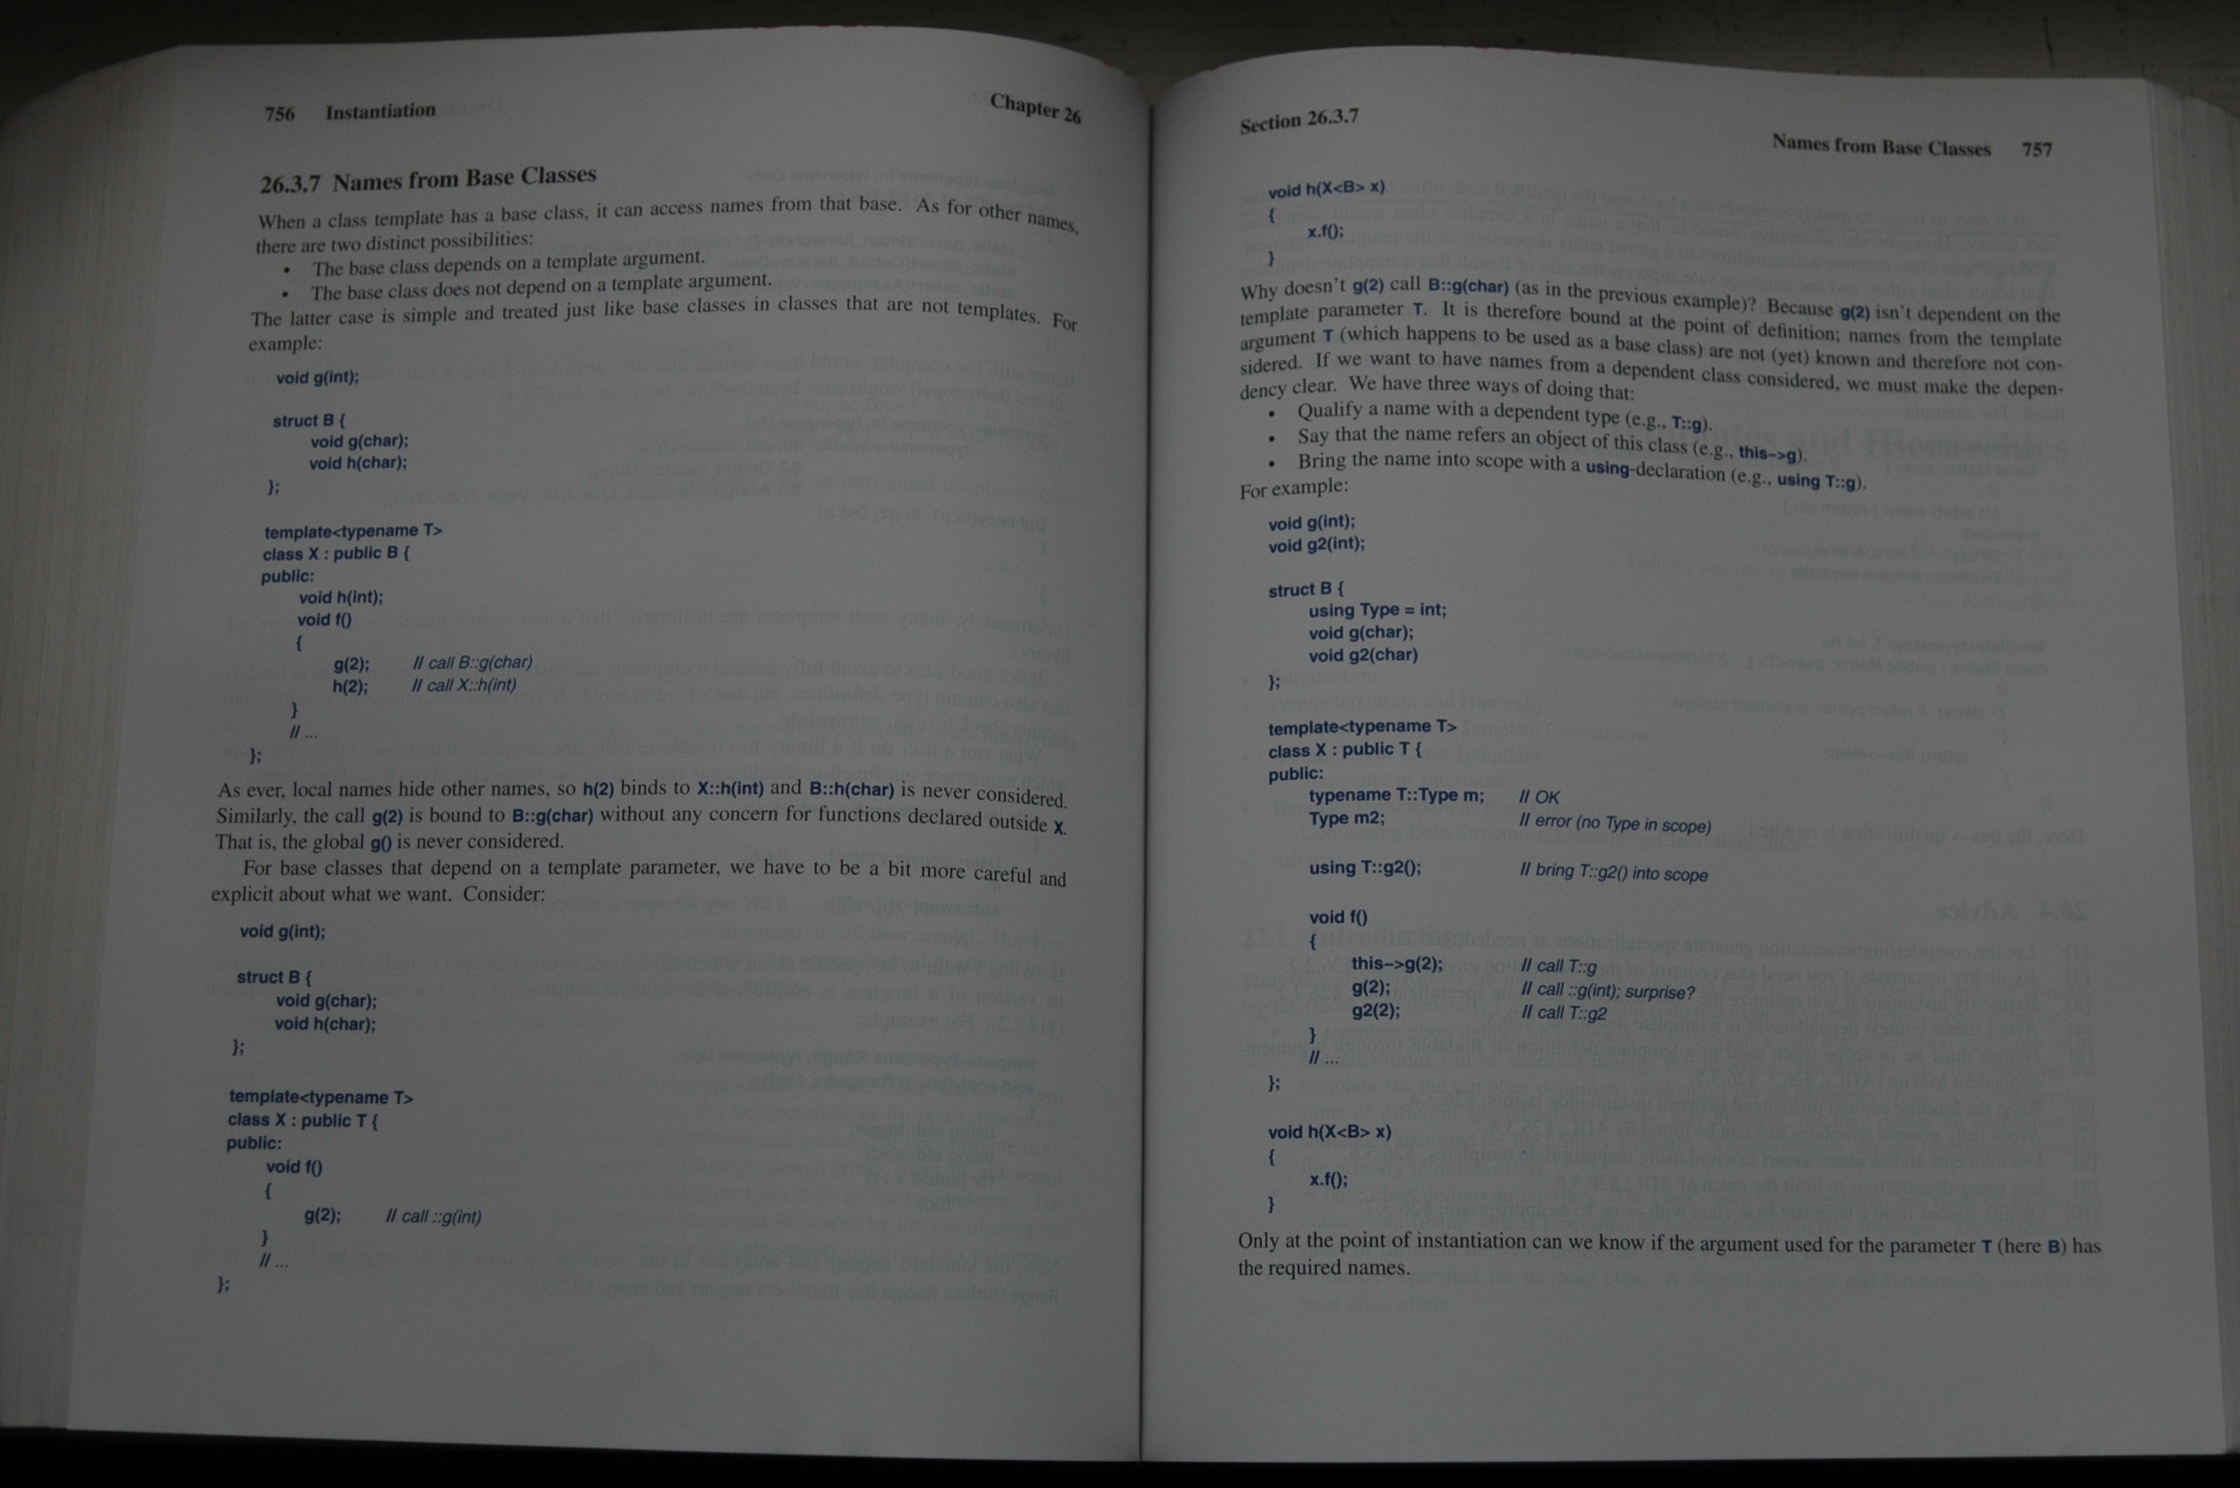 756 Instantiation Chapter 26
26.3.7 Names from Base Classes
When a class template has a base class, it can access names from that base. As for other names,
there are two distinct possibilities:
• The base class depends on a template argument.
• The base class does not depend on a template argument.
The latter case is simple and treated just like base classes in classes that are not templates. For
example:
void g(int);
struct B {
void g(char);
void h(char);
};
template<typename T>
class X : public B {
public:
void h(int);
void f()
{
g(2); // call B::g(char)
h(2); // call X::h(int)
}
// ...
};
As ever, local names hide other names, so h(2) binds to X::h(int) and B::h(char) is never considered.
Similarly, the call g(2) is bound to B::g(char) without any concern for functions declared outside X.
That is, the global g() is never considered.
For base classes that depend on a template parameter, we have to be a bit more careful and
explicit about what we want. Consider:
void g(int);
struct B {
void g(char);
void h(char);
};
template<typename T>
class X : public T {
public:
void f()
{
g(2); // call ::g(int)
}
// ...
};
Section 26.3.7 Names from Base Classes 757
void h(X<B> x)
{
x.f();
}
Why doesn't g(2) call B::g(char) (as in the previous example)? Because g(2) isn't dependent on the
template parameter T. It is therefore bound at the point of definition; names from the template
argument T (which happens to be used as a base class) are not (yet) known and therefore not con-
sidered. If we want to have names from a dependent class considered, we must make the depen-
dency clear. We have three ways of doing that:
• Qualify a name with a dependent type (e.g., T::g).
• Say that the name refers an object of this class (e.g., this->g).
• Bring the name into scope with a using-declaration (e.g., using T::g).
For example:
void g(int);
void g2(int);
struct B {
using Type = int;
void g(char);
void g2(char)
};
template<typename T>
class X : public T {
public:
typename T::Type m; // OK
Type m2; // error (no Type in scope)
using T::g2(); // bring T::g2() into scope
void f()
{
this->g(2); // call T::g
g(2); // call ::g(int); surprise?
g2(2); // call T::g2
}
// ...
};
void h(X<B> x)
{
x.f();
}
Only at the point of instantiation can we know if the argument used for the parameter T (here B) has
the required names.